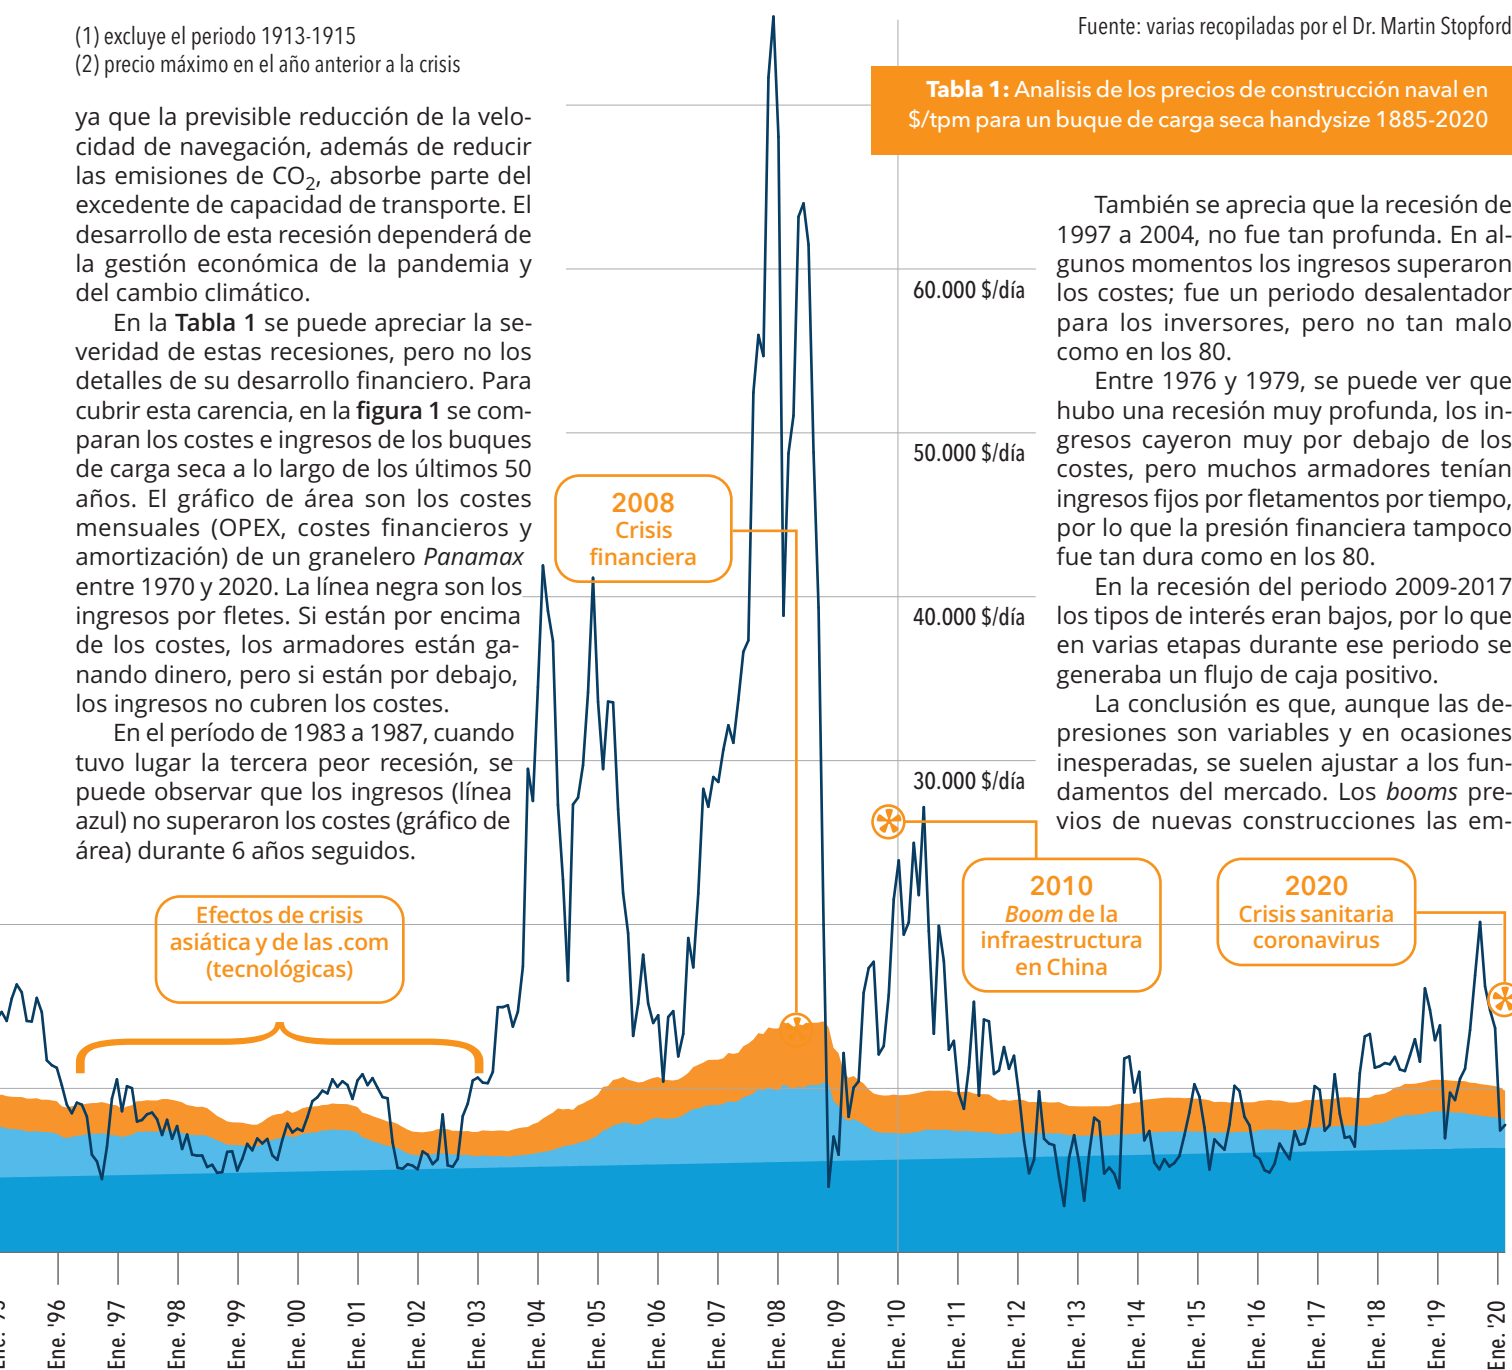 (1) excluye el periodo 1913-1915
(2) precio máximo en el año anterior a la crisis
Fuente: varias recopiladas por el Dr. Martin Stopford
Tabla 1: Analisis de los precios de construcción naval en
$/tpm para un buque de carga seca handysize 1885-2020
ya que la previsible reducción de la velo-
cidad de navegación, además de reducir
las emisiones de CO₂, absorbe parte del
excedente de capacidad de transporte. El
desarrollo de esta recesión dependerá de
la gestión económica de la pandemia y
del cambio climático.
En la Tabla 1 se puede apreciar la se-
veridad de estas recesiones, pero no los
detalles de su desarrollo financiero. Para
cubrir esta carencia, en la figura 1 se com-
paran los costes e ingresos de los buques
de carga seca a lo largo de los últimos 50
años. El gráfico de área son los costes
mensuales (OPEX, costes financieros y
amortización) de un granelero Panamax
entre 1970 y 2020. La línea negra son los
ingresos por fletes. Si están por encima
de los costes, los armadores están ga-
nando dinero, pero si están por debajo,
los ingresos no cubren los costes.
En el período de 1983 a 1987, cuando
tuvo lugar la tercera peor recesión, se
puede observar que los ingresos (línea
azul) no superaron los costes (gráfico de
área) durante 6 años seguidos.
También se aprecia que la recesión de
1997 a 2004, no fue tan profunda. En al-
gunos momentos los ingresos superaron
los costes; fue un periodo desalentador
para los inversores, pero no tan malo
como en los 80.
Entre 1976 y 1979, se puede ver que
hubo una recesión muy profunda, los in-
gresos cayeron muy por debajo de los
costes, pero muchos armadores tenían
ingresos fijos por fletamentos por tiempo,
por lo que la presión financiera tampoco
fue tan dura como en los 80.
En la recesión del periodo 2009-2017
los tipos de interés eran bajos, por lo que
en varias etapas durante ese periodo se
generaba un flujo de caja positivo.
La conclusión es que, aunque las de-
presiones son variables y en ocasiones
inesperadas, se suelen ajustar a los fun-
damentos del mercado. Los booms pre-
vios de nuevas construcciones las em-
60.000 $/día
50.000 $/día
40.000 $/día
30.000 $/día
2008
Crisis
financiera
Efectos de crisis
asiática y de las .com
(tecnológicas)
2010
Boom de la
infraestructura
en China
2020
Crisis sanitaria
coronavirus
Ene. '95
Ene. '96
Ene. '97
Ene. '98
Ene. '99
Ene. '00
Ene. '01
Ene. '02
Ene. '03
Ene. '04
Ene. '05
Ene. '06
Ene. '07
Ene. '08
Ene. '09
Ene. '10
Ene. '11
Ene. '12
Ene. '13
Ene. '14
Ene. '15
Ene. '16
Ene. '17
Ene. '18
Ene. '19
Ene. '20